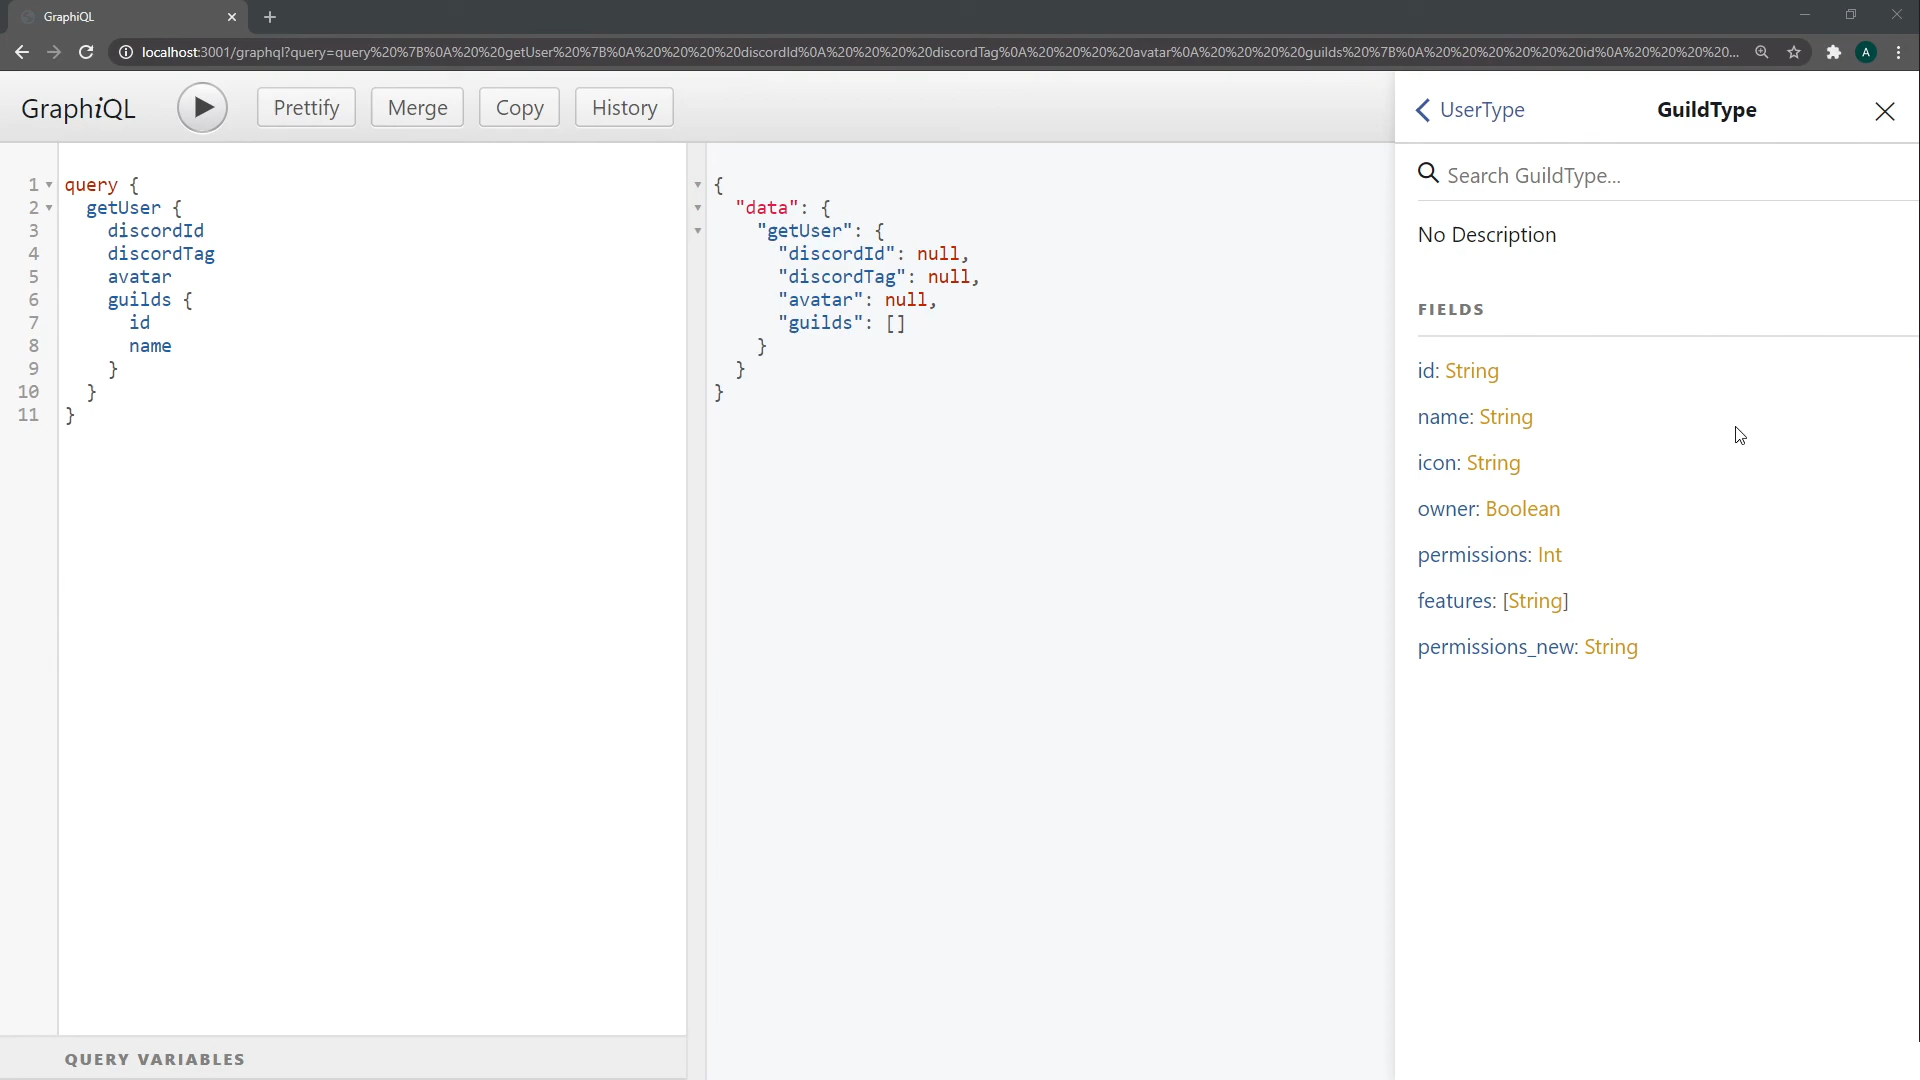 GraphiQL
localhost:3001/graphql?query=query%20%7B%0A%20%20getUser%20%7B%0A%20%20%20%20discordId%0A%20%20%20%20discordTag%0A%20%20%20%20avatar%0A%20%20%20%20guilds%20%7B%0A%20%20%20%20%20%20id%0A%20%20%20%20...
A
GraphiQL
Prettify
Merge
Copy
History
UserType
GuildType
1 query {
2 getUser {
3 discordId
4 discordTag
5 avatar
6 guilds {
7 id
8 name
9 }
10 }
11 }
QUERY VARIABLES
{
"data": {
"getUser": {
"discordId": null,
"discordTag": null,
"avatar": null,
"guilds": []
}
}
}
Search GuildType...
No Description
FIELDS
id: String
name: String
icon: String
owner: Boolean
permissions: Int
features: [String]
permissions_new: String